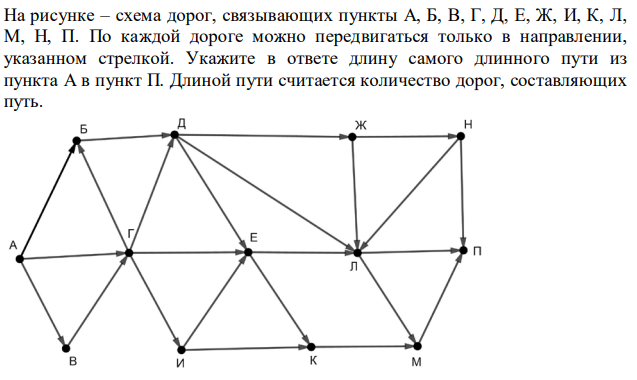 На рисунке – схема дорог, связывающих пункты А, Б, В, Г, Д, Е, Ж, И, К, Л,
М, Н, П. По каждой дороге можно передвигаться только в направлении,
указанном стрелкой. Укажите в ответе длину самого длинного пути из
пункта А в пункт П. Длиной пути считается количество дорог, составляющих
путь.
Б Д Ж Н
А Г Е Л П
В И К М